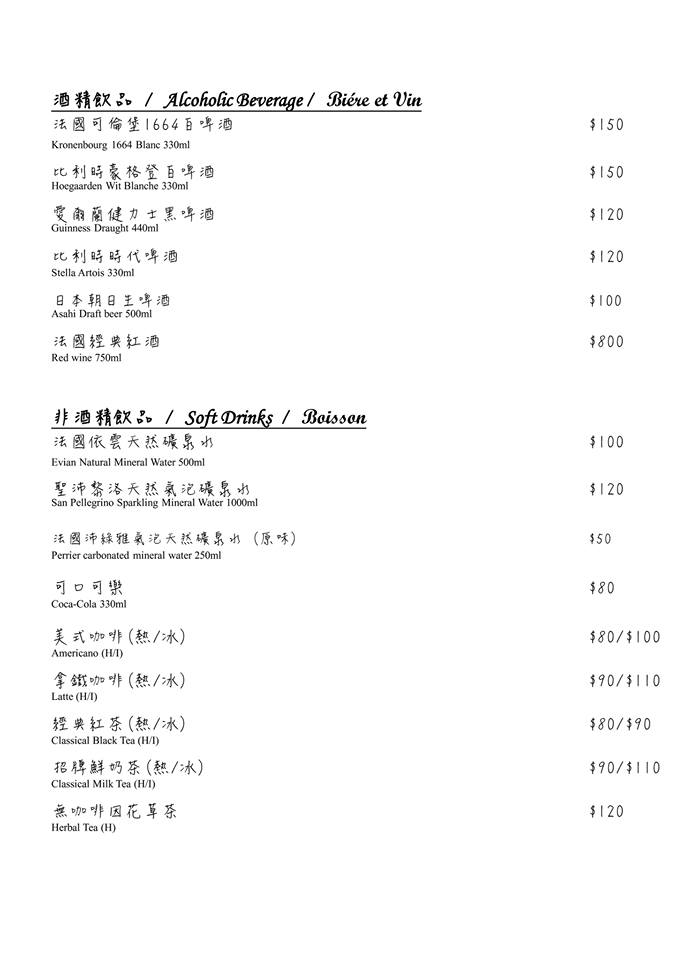 酒精飲品 / Alcoholic Beverage / Biére et Vin
法國可倫堡1664白啤酒 $150
Kronenbourg 1664 Blanc 330ml
比利時豪格登白啤酒 $150
Hoegaarden Wit Blanche 330ml
愛爾蘭健力士黑啤酒 $120
Guinness Draught 440ml
比利時時代啤酒 $120
Stella Artois 330ml
日本朝日生啤酒 $100
Asahi Draft beer 500ml
法國經典紅酒 $800
Red wine 750ml
非酒精飲品 / Soft Drinks / Boisson
法國依雲天然礦泉水 $100
Evian Natural Mineral Water 500ml
聖沛黎洛天然氣泡礦泉水 $120
San Pellegrino Sparkling Mineral Water 1000ml
法國沛綠雅氣泡天然礦泉水 (原味) $50
Perrier carbonated mineral water 250ml
可口可樂 $80
Coca-Cola 330ml
美式咖啡(熱/冰) $80/$100
Americano (H/I)
拿鐵咖啡(熱/冰) $90/$110
Latte (H/I)
經典紅茶(熱/冰) $80/$90
Classical Black Tea (H/I)
招牌鮮奶茶(熱/冰) $90/$110
Classical Milk Tea (H/I)
無咖啡因花草茶 $120
Herbal Tea (H)